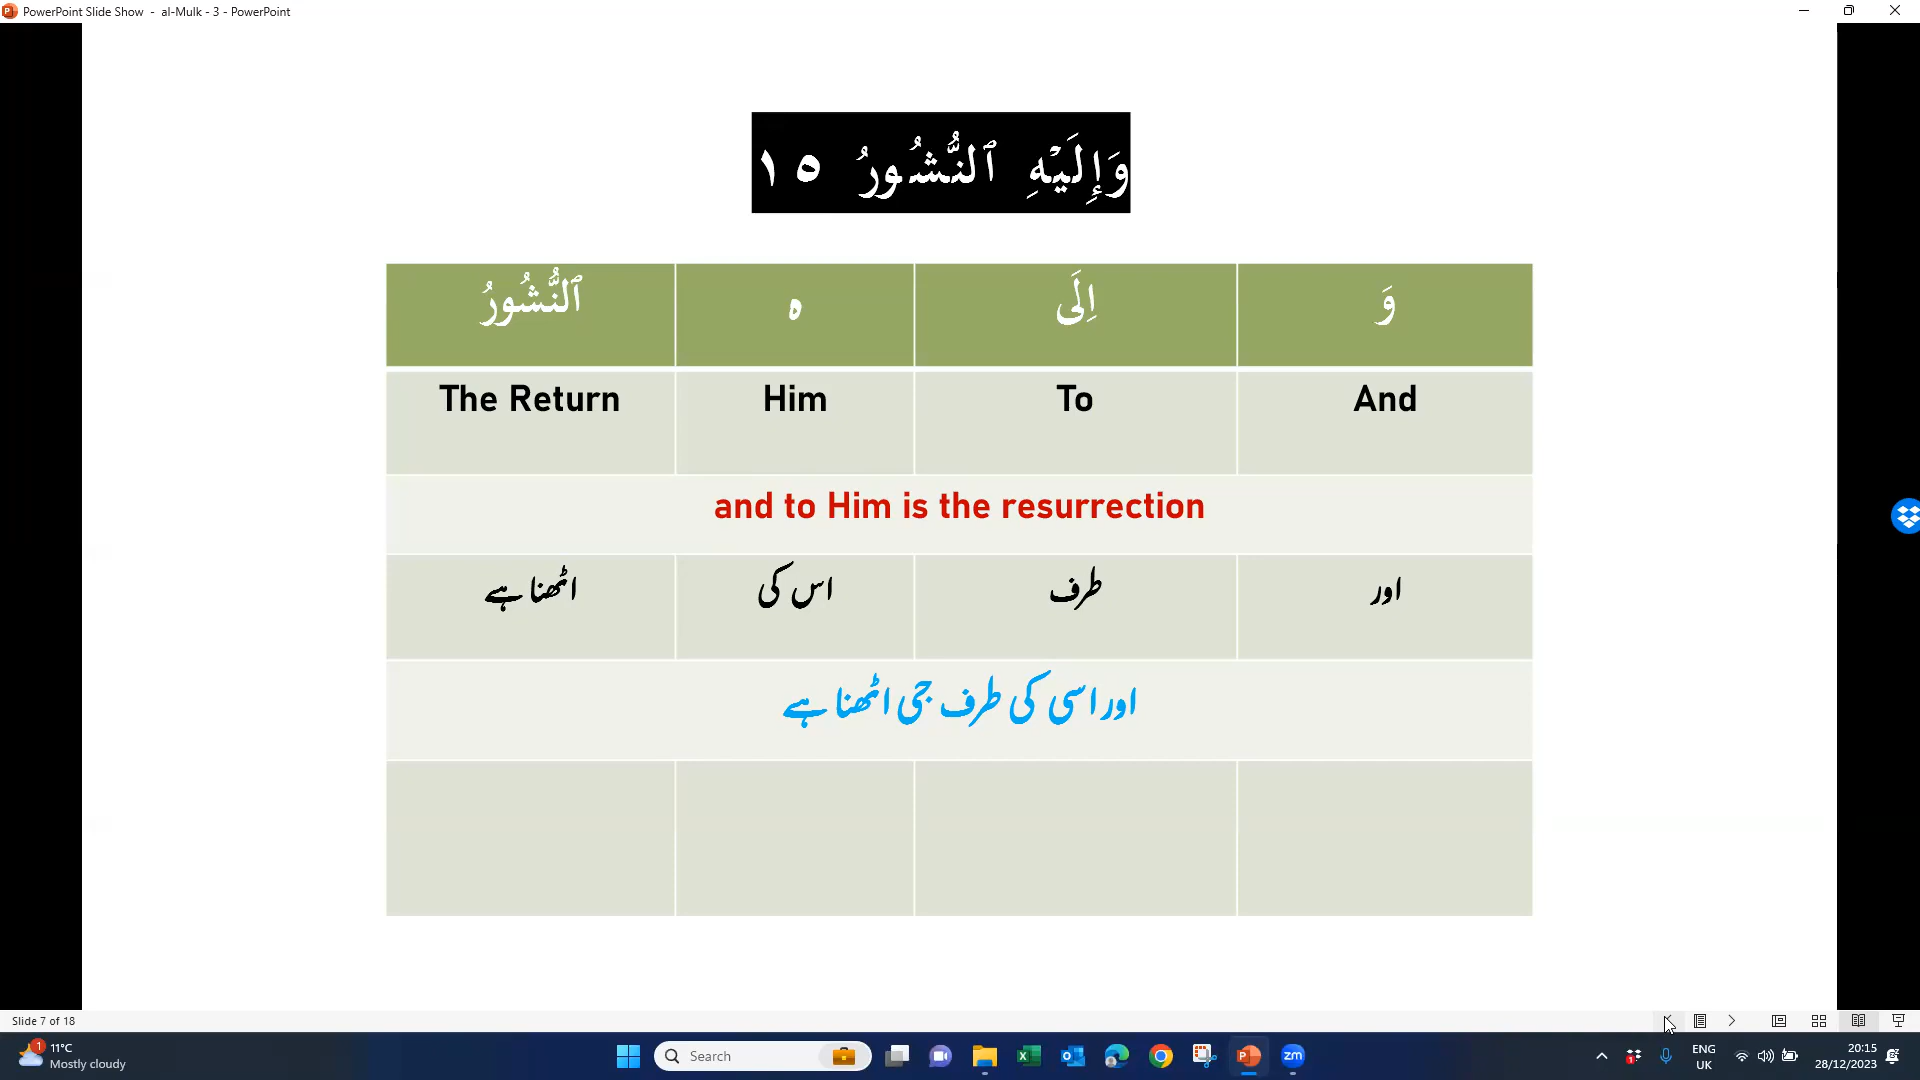 PowerPoint Slide Show - al-Mulk - 3 - PowerPoint
وَإِلَيْهِ ٱلنُّشُورُ ١٥
وَ اِلَى ہ ٱلنُّشُورُ
The Return Him To And
and to Him is the resurrection
اور طرف اس کی اٹھنا ہے
اور اسی کی طرف جی اٹھنا ہے
Slide 7 of 18
11°C
Mostly cloudy
Search
zm
ENG
UK
20:15
28/12/2023